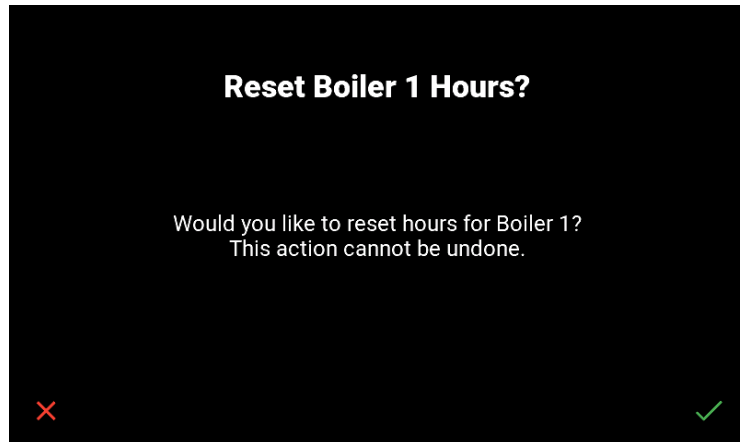 Reset Boiler 1 Hours?
Would you like to reset hours for Boiler 1?
This action cannot be undone.